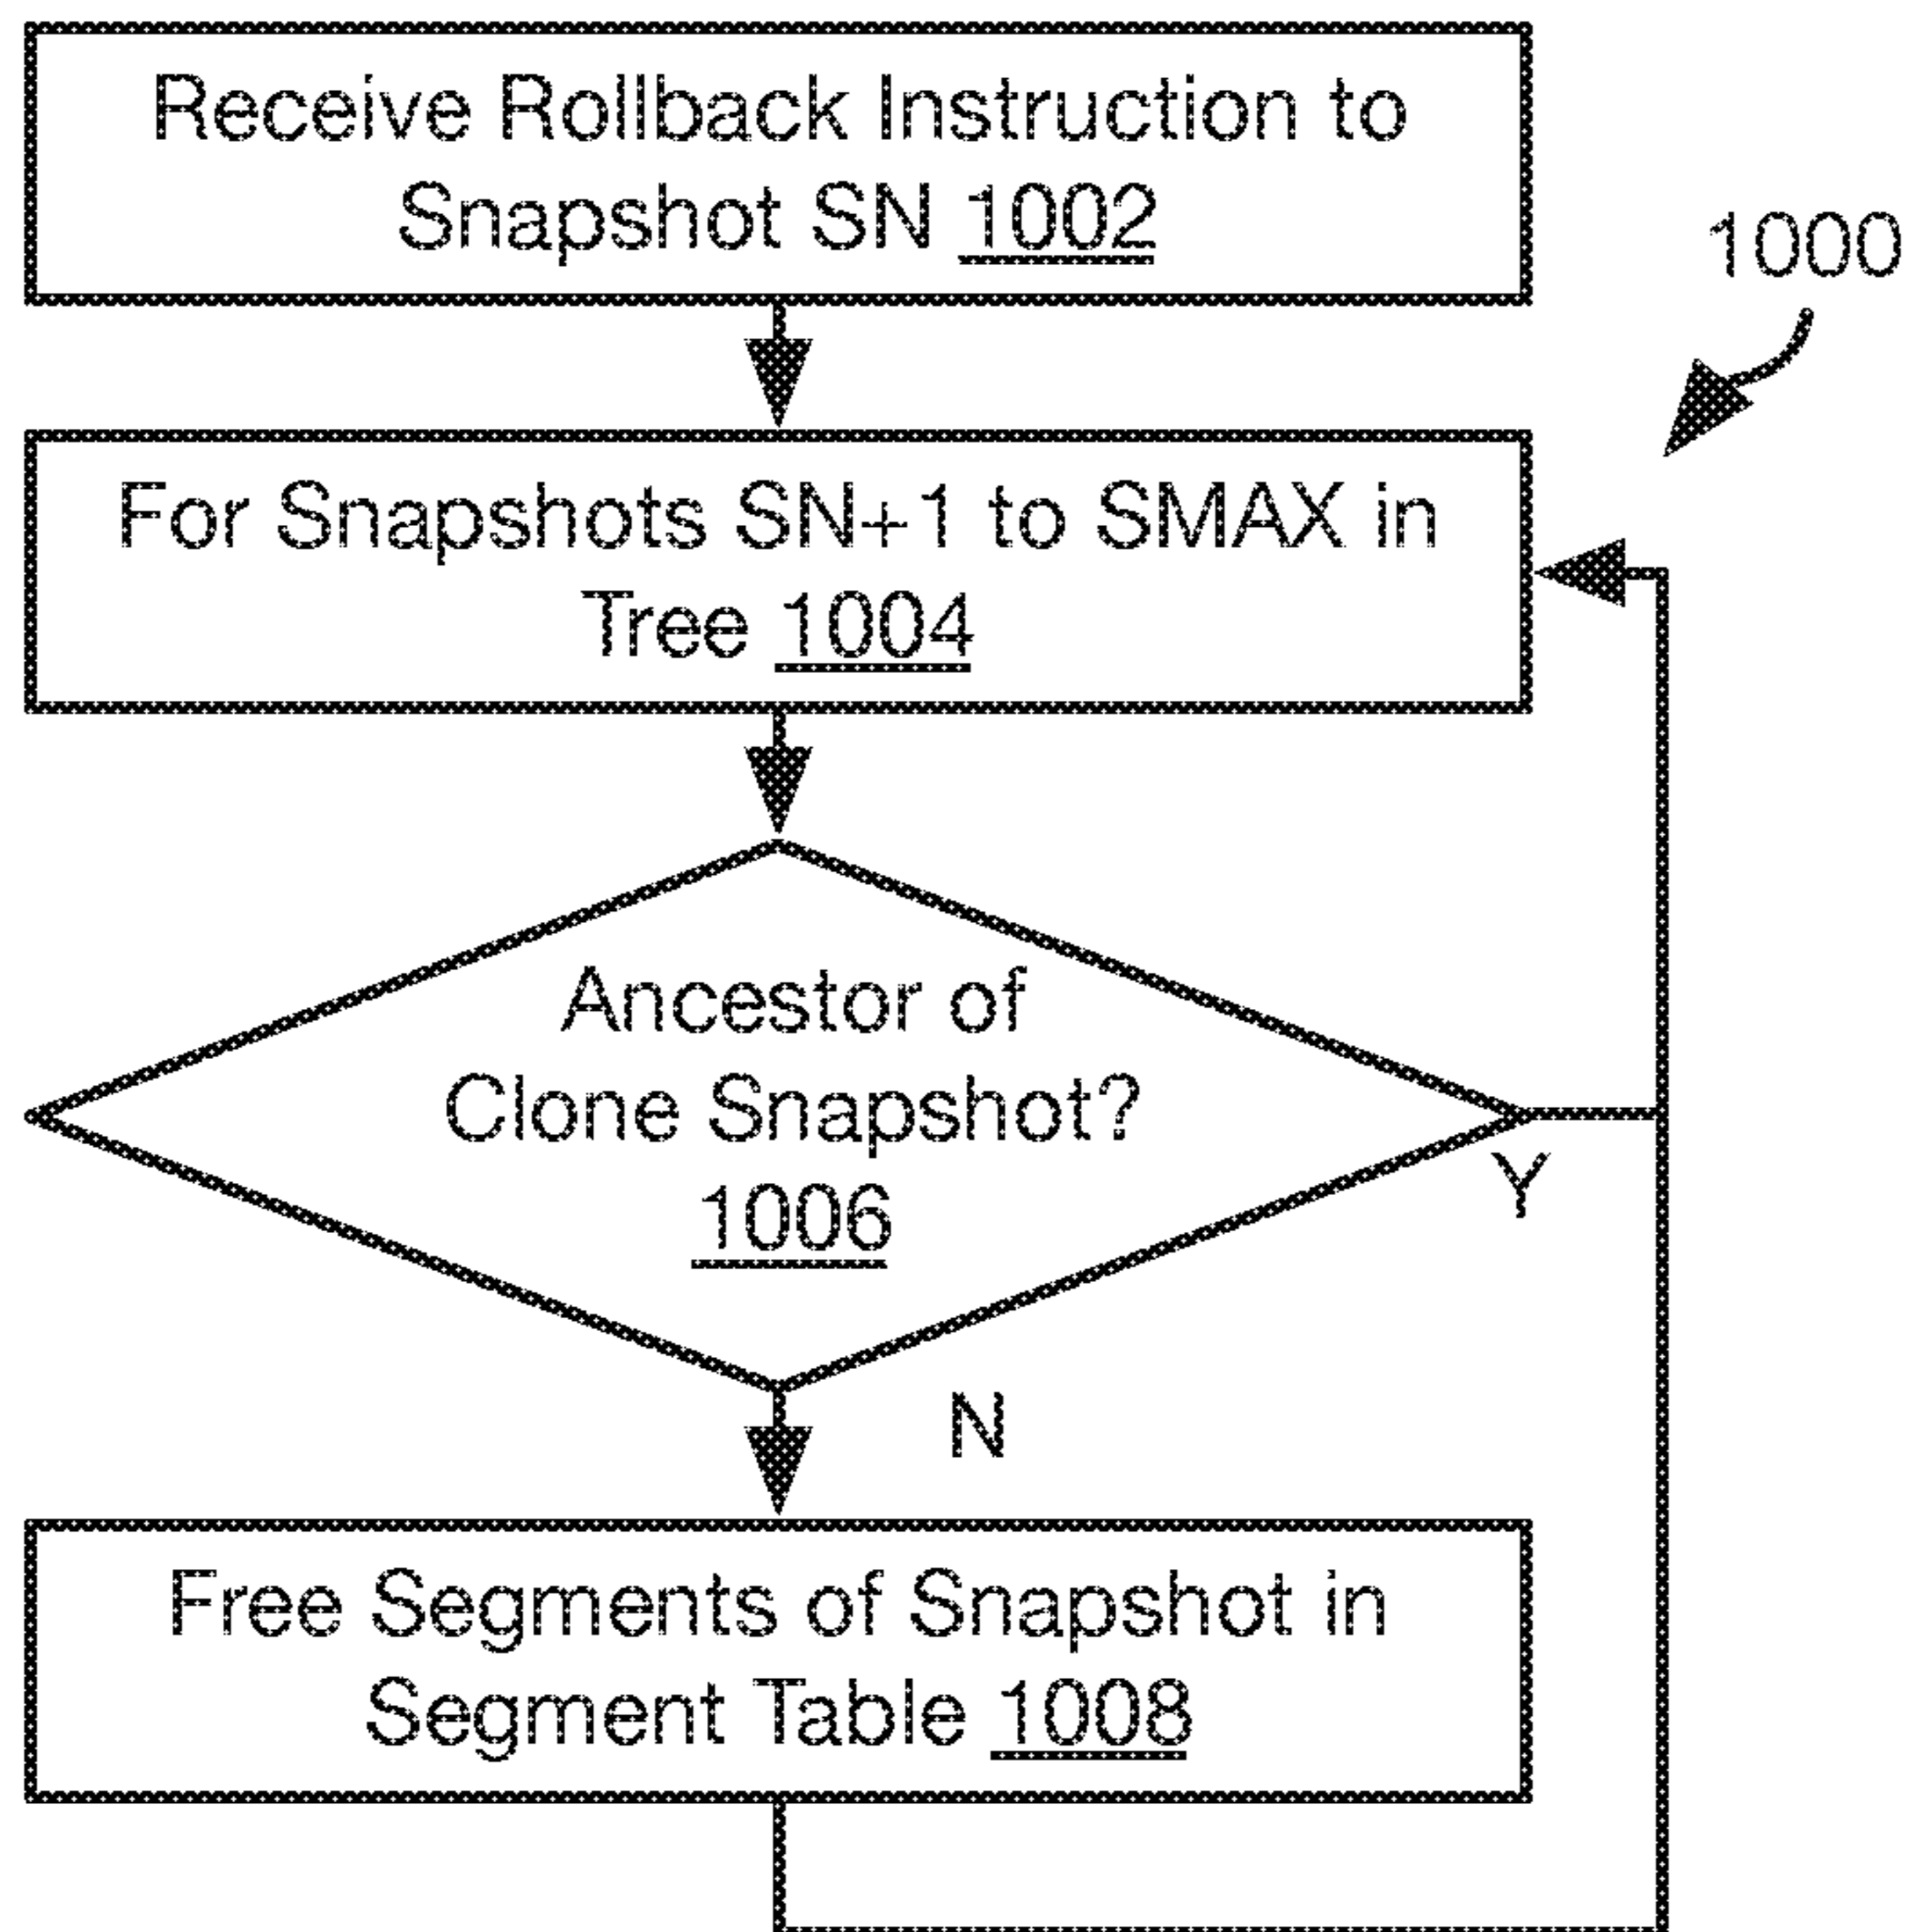 Receive Rollback Instruction to
Snapshot SN 1002
1000
For Snapshots SN+1 to SMAX in
Tree 1004
Ancestor of
Clone Snapshot?
1006
Y
N
Free Segments of Snapshot in
Segment Table 1008